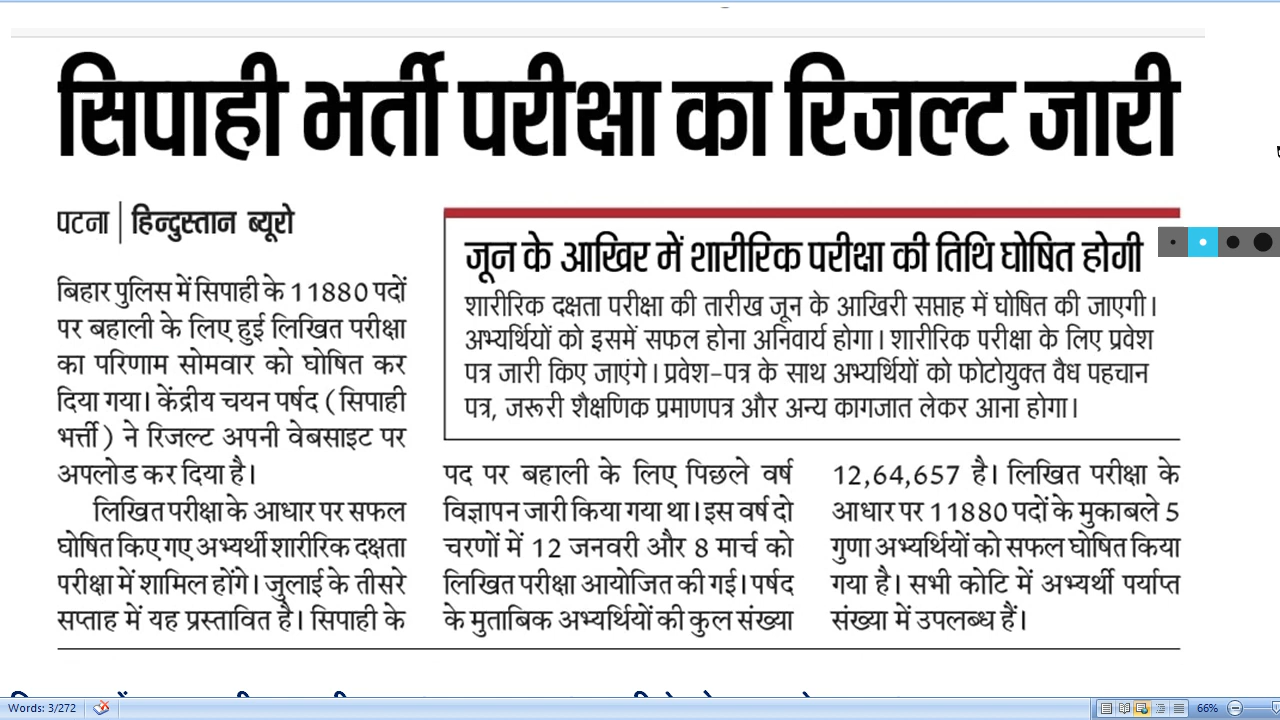 सिपाही भर्ती परीक्षा का रिजल्ट जारी
पटना | हिन्दुस्तान ब्यूरो
बिहार पुलिस में सिपाही के 11880 पदों
पर बहाली के लिए हुई लिखित परीक्षा
का परिणाम सोमवार को घोषित कर
दिया गया। केंद्रीय चयन पर्षद (सिपाही
भर्त्ती) ने रिजल्ट अपनी वेबसाइट पर
अपलोड कर दिया है।
लिखित परीक्षा के आधार पर सफल
घोषित किए गए अभ्यर्थी शारीरिक दक्षता
परीक्षा में शामिल होंगे। जुलाई के तीसरे
सप्ताह में यह प्रस्तावित है। सिपाही के
जून के आखिर में शारीरिक परीक्षा की तिथि घोषित होगी
शारीरिक दक्षता परीक्षा की तारीख जून के आखिरी सप्ताह में घोषित की जाएगी।
अभ्यर्थियों को इसमें सफल होना अनिवार्य होगा। शारीरिक परीक्षा के लिए प्रवेश
पत्र जारी किए जाएंगे। प्रवेश-पत्र के साथ अभ्यर्थियों को फोटोयुक्त वैध पहचान
पत्र, जरूरी शैक्षणिक प्रमाणपत्र और अन्य कागजात लेकर आना होगा।
पद पर बहाली के लिए पिछले वर्ष
विज्ञापन जारी किया गया था। इस वर्ष दो
चरणों में 12 जनवरी और 8 मार्च को
लिखित परीक्षा आयोजित की गई। पर्षद
के मुताबिक अभ्यर्थियों की कुल संख्या
12,64,657 है। लिखित परीक्षा के
आधार पर 11880 पदों के मुकाबले 5
गुणा अभ्यर्थियों को सफल घोषित किया
गया है। सभी कोटि में अभ्यर्थी पर्याप्त
संख्या में उपलब्ध हैं।
Words: 3/272
66%